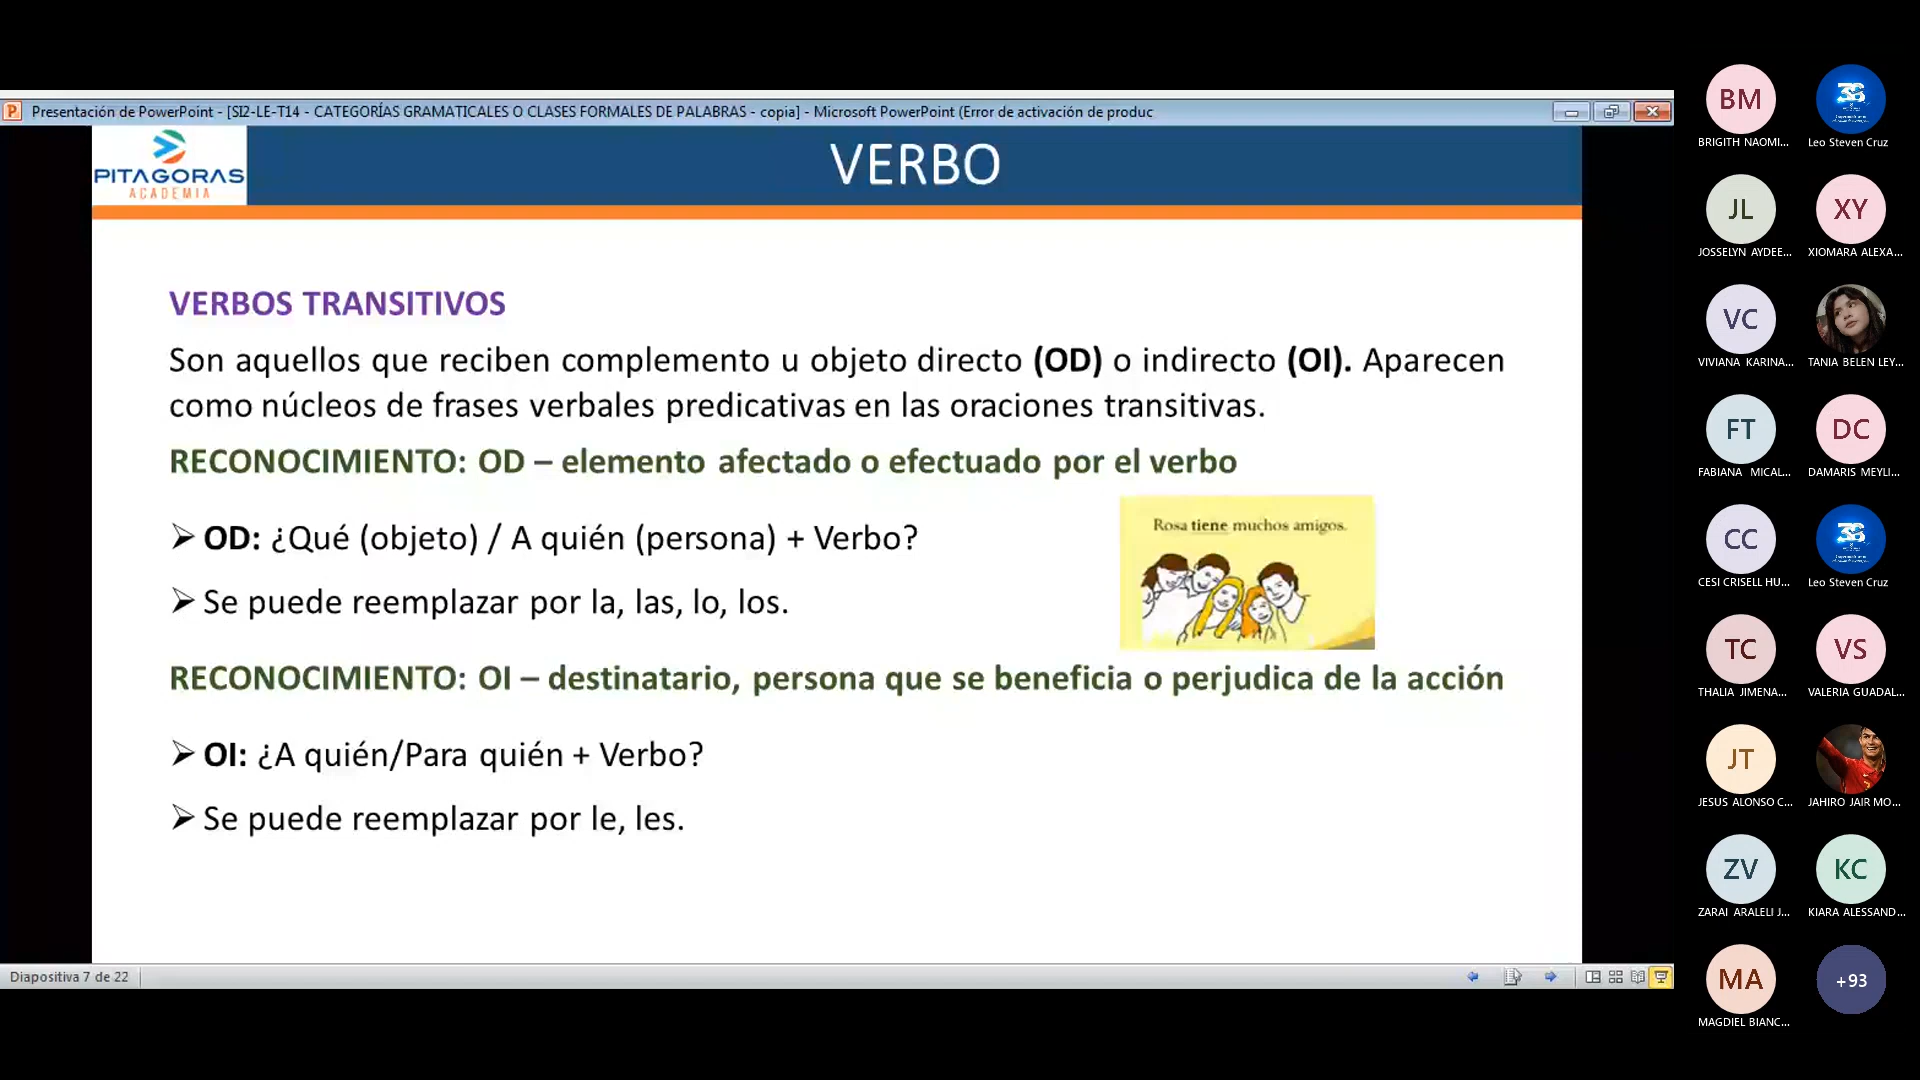 Presentación de PowerPoint - [SI2-LE-T14 - CATEGORÍAS GRAMATICALES O CLASES FORMALES DE PALABRAS - copia] - Microsoft PowerPoint (Error de activación de produc
PITAGORAS
ACADEMIA
VERBO
VERBOS TRANSITIVOS
Son aquellos que reciben complemento u objeto directo (OD) o indirecto (OI). Aparecen
como núcleos de frases verbales predicativas en las oraciones transitivas.
RECONOCIMIENTO: OD – elemento afectado o efectuado por el verbo
Rosa tiene muchos amigos.
➢ OD: ¿Qué (objeto) / A quién (persona) + Verbo?
➢ Se puede reemplazar por la, las, lo, los.
RECONOCIMIENTO: OI – destinatario, persona que se beneficia o perjudica de la acción
➢ OI: ¿A quién/Para quién + Verbo?
➢ Se puede reemplazar por le, les.
Diapositiva 7 de 22
BM
BRIGITH NAOMI...
Leo Steven Cruz
JL
JOSSELYN AYDEE...
XY
XIOMARA ALEXA...
VC
VIVIANA KARINA...
TANIA BELEN LEY...
FT
FABIANA MICAL...
DC
DAMARIS MEYLI...
CC
CESI CRISELL HU...
Leo Steven Cruz
TC
THALIA JIMENA...
VS
VALERIA GUADAL...
JT
JESUS ALONSO C...
JAHIRO JAIR MO...
ZV
ZARAI ARALELI J...
KC
KIARA ALESSAND...
MA
MAGDIEL BIANC...
+93